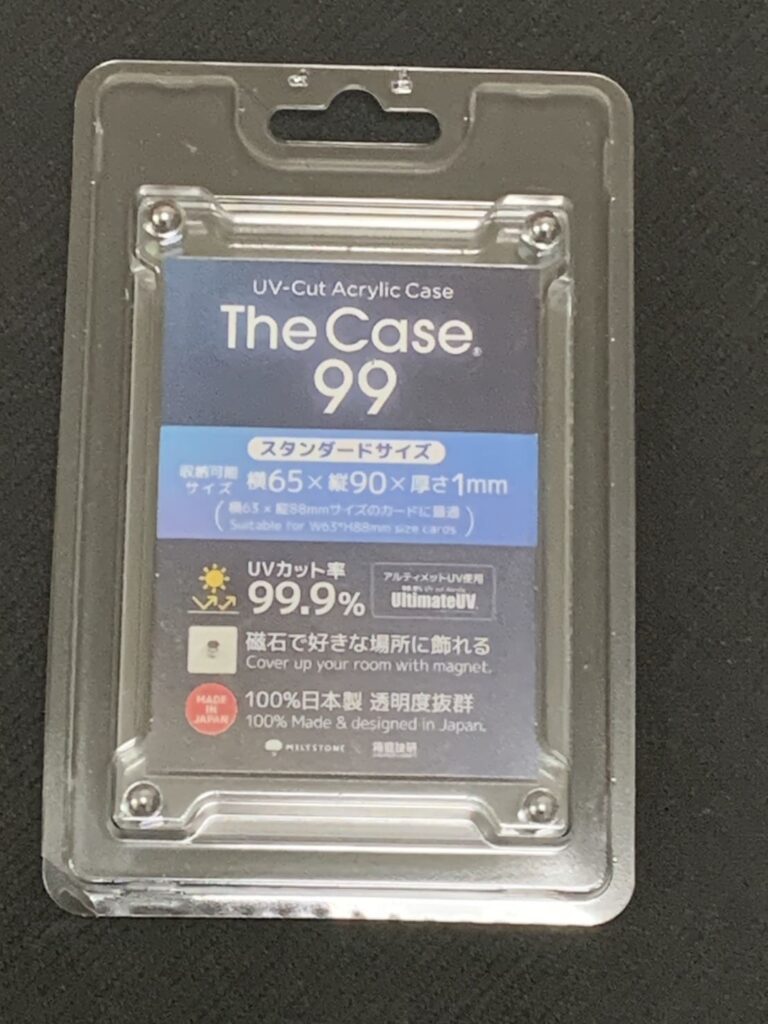 UV-Cut Acrylic Case
The Case®
99
スタンダードサイズ
収納可能
サイズ
横65×縦90×厚さ1mm
(横63×縦88mmサイズのカードに最適
Suitable for W63*H88mm size cards)
UVカット率
99.9%
アルティメットUV使用
UltimateUV
磁石で好きな場所に飾れる
Cover up your room with magnet.
MADE
IN
JAPAN
100%日本製 透明度抜群
100% Made & designed in Japan.
MELTSTONE ×